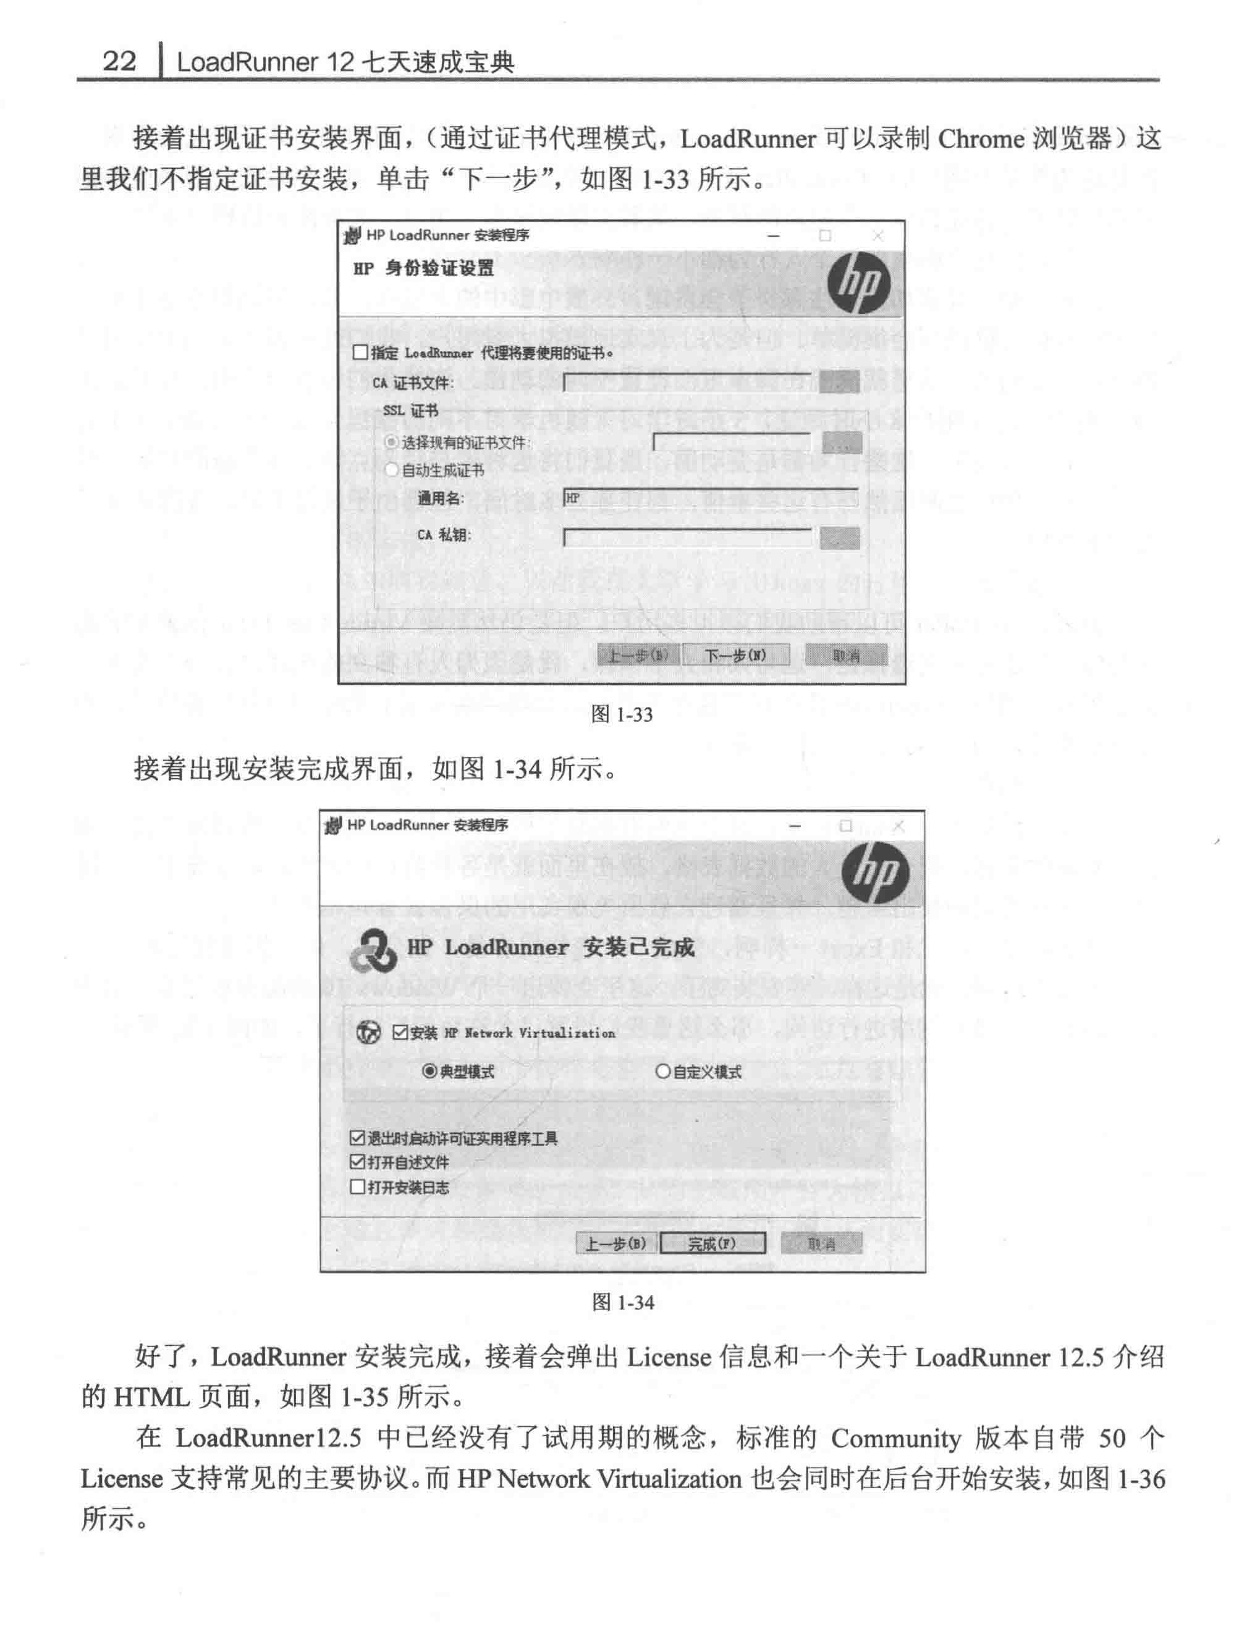 22 LoadRunner 12 七天速成宝典
接着出现证书安装界面，（通过证书代理模式，LoadRunner 可以录制 Chrome 浏览器）这
里我们不指定证书安装，单击“下一步”，如图 1-33 所示。
HP LoadRunner 安装程序
HP 身份验证设置
hp
指定 LoadRunner 代理将要使用的证书。
CA 证书文件:
SSL 证书
选择现有的证书文件:
自动生成证书
通用名: HP
CA 私钥:
上一步(B) 下一步(N) 取消
图 1-33
接着出现安装完成界面，如图 1-34 所示。
HP LoadRunner 安装程序
hp
HP LoadRunner 安装已完成
安装 HP Network Virtualization
典型模式 自定义模式
退出时启动许可证实用程序工具
打开自述文件
打开安装日志
上一步(B) 完成(F) 取消
图 1-34
好了，LoadRunner 安装完成，接着会弹出 License 信息和一个关于 LoadRunner 12.5 介绍
的 HTML 页面，如图 1-35 所示。
在 LoadRunner12.5 中已经没有了试用期的概念，标准的 Community 版本自带 50 个
License 支持常见的主要协议。而 HP Network Virtualization 也会同时在后台开始安装，如图 1-36
所示。